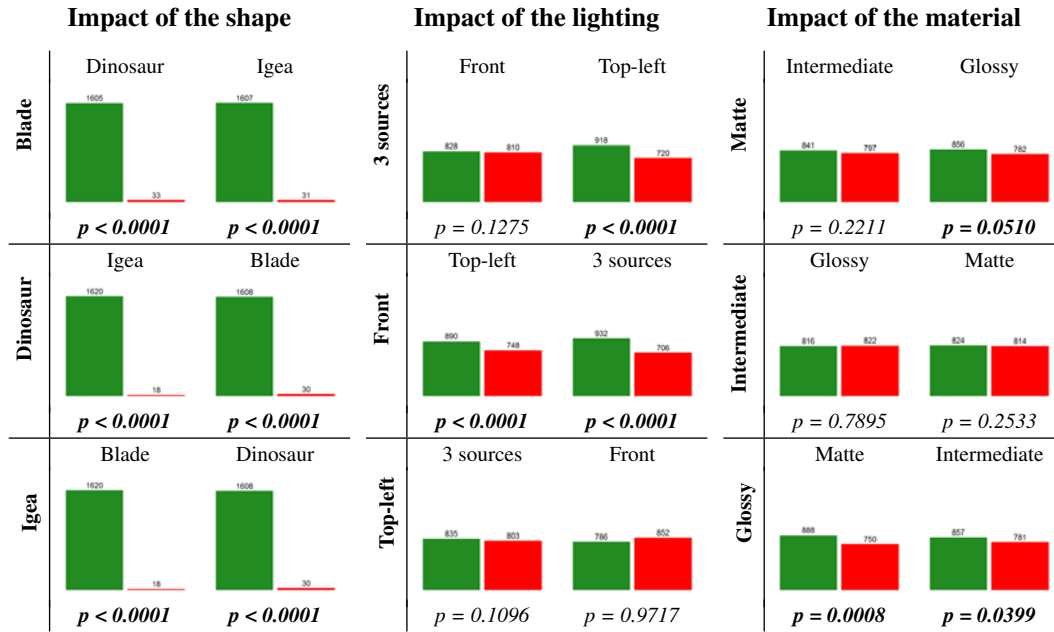 Impact of the shape
Impact of the lighting
Impact of the material
Blade
Dinosaur
Igea
1605
33
1607
31
p < 0.0001
p < 0.0001
Dinosaur
Igea
Blade
1620
18
1608
30
p < 0.0001
p < 0.0001
Igea
Blade
Dinosaur
1620
18
1608
30
p < 0.0001
p < 0.0001
3 sources
Front
Top-left
828
810
918
720
p = 0.1275
p < 0.0001
Front
Top-left
3 sources
890
748
932
706
p < 0.0001
p < 0.0001
Top-left
3 sources
Front
835
803
786
852
p = 0.1096
p = 0.9717
Matte
Intermediate
Glossy
841
797
856
782
p = 0.2211
p = 0.0510
Intermediate
Glossy
Matte
816
822
824
814
p = 0.7895
p = 0.2533
Glossy
Matte
Intermediate
888
750
857
781
p = 0.0008
p = 0.0399